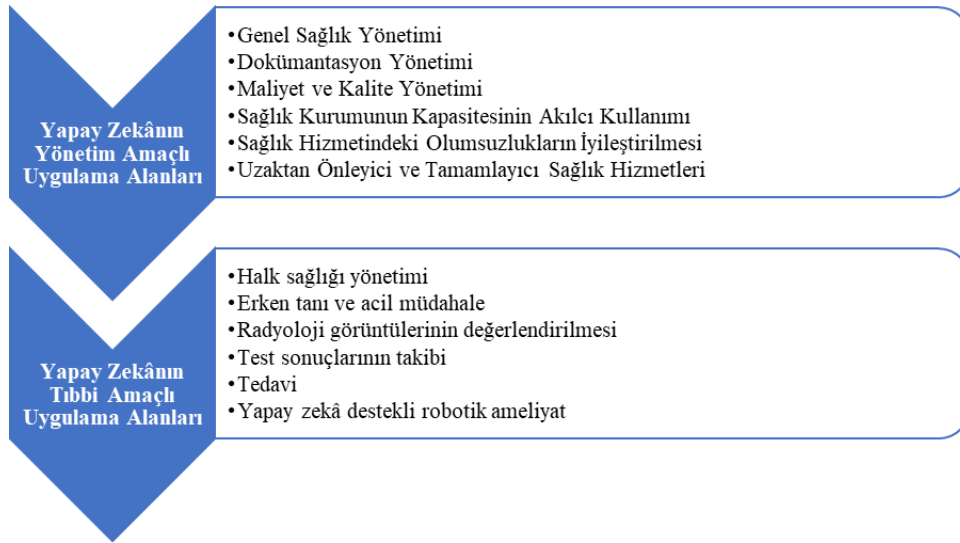 Yapay Zekânın
Yönetim Amaçlı
Uygulama Alanları
•Genel Sağlık Yönetimi
•Dokümantasyon Yönetimi
•Maliyet ve Kalite Yönetimi
•Sağlık Kurumunun Kapasitesinin Akılcı Kullanımı
•Sağlık Hizmetindeki Olumsuzlukların İyileştirilmesi
•Uzaktan Önleyici ve Tamamlayıcı Sağlık Hizmetleri
Yapay Zekânın
Tıbbi Amaçlı
Uygulama Alanları
•Halk sağlığı yönetimi
•Erken tanı ve acil müdahale
•Radyoloji görüntülerinin değerlendirilmesi
•Test sonuçlarının takibi
•Tedavi
•Yapay zekâ destekli robotik ameliyat